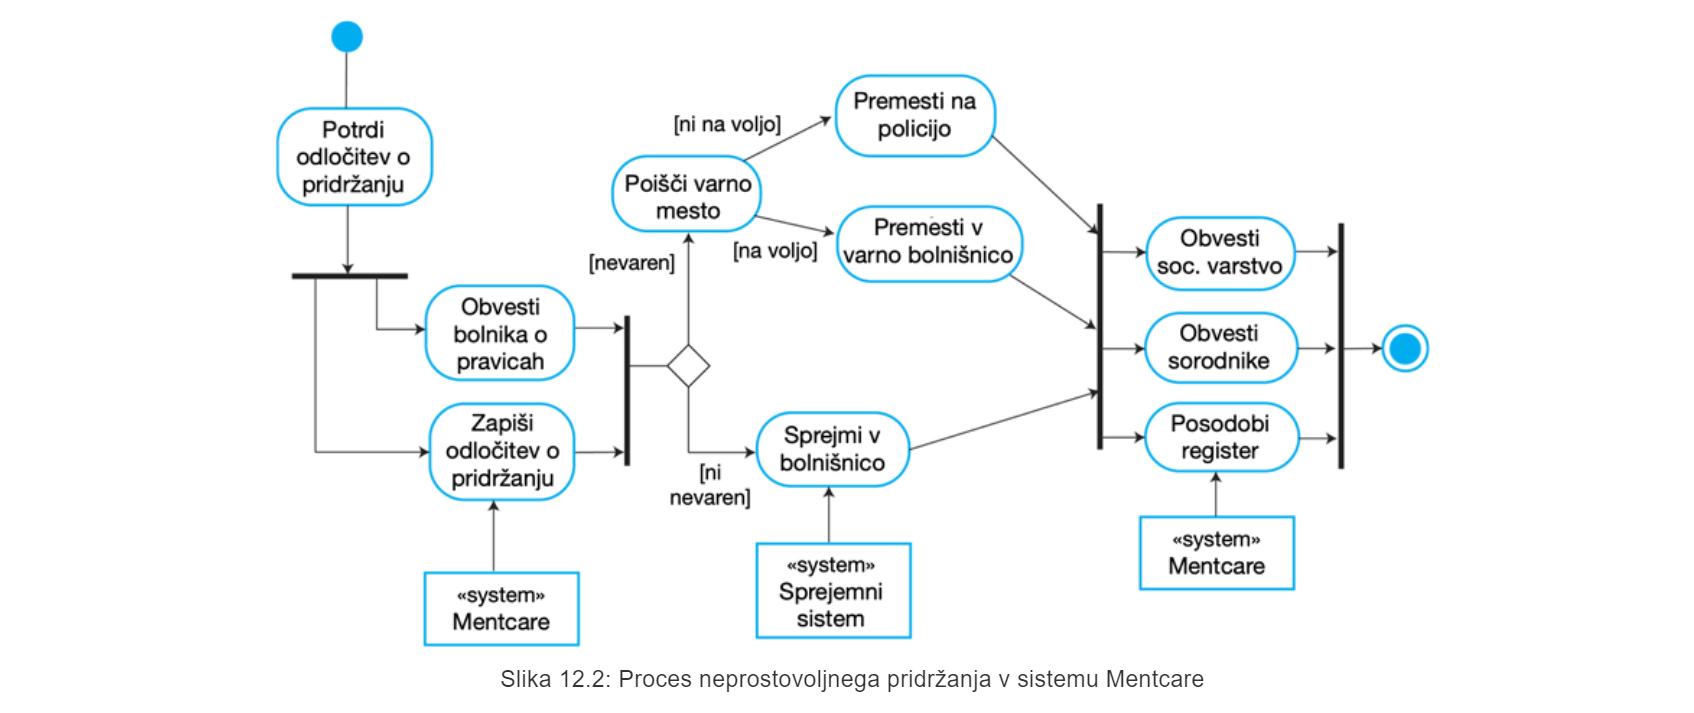 Potrdi
odločitev o
pridržanju
Obvesti
bolnika o
pravicah
Zapiši
odločitev o
pridržanju
«system»
Mentcare
[nevaren]
[ni
nevaren]
Poišči varno
mesto
[ni na voljo]
[na voljo]
Premesti na
policijo
Premesti v
varno bolnišnico
Sprejmi v
bolnišnico
«system»
Sprejemni
sistem
Obvesti
soc. varstvo
Obvesti
sorodnike
Posodobi
register
«system»
Mentcare
Slika 12.2: Proces neprostovoljnega pridržanja v sistemu Mentcare